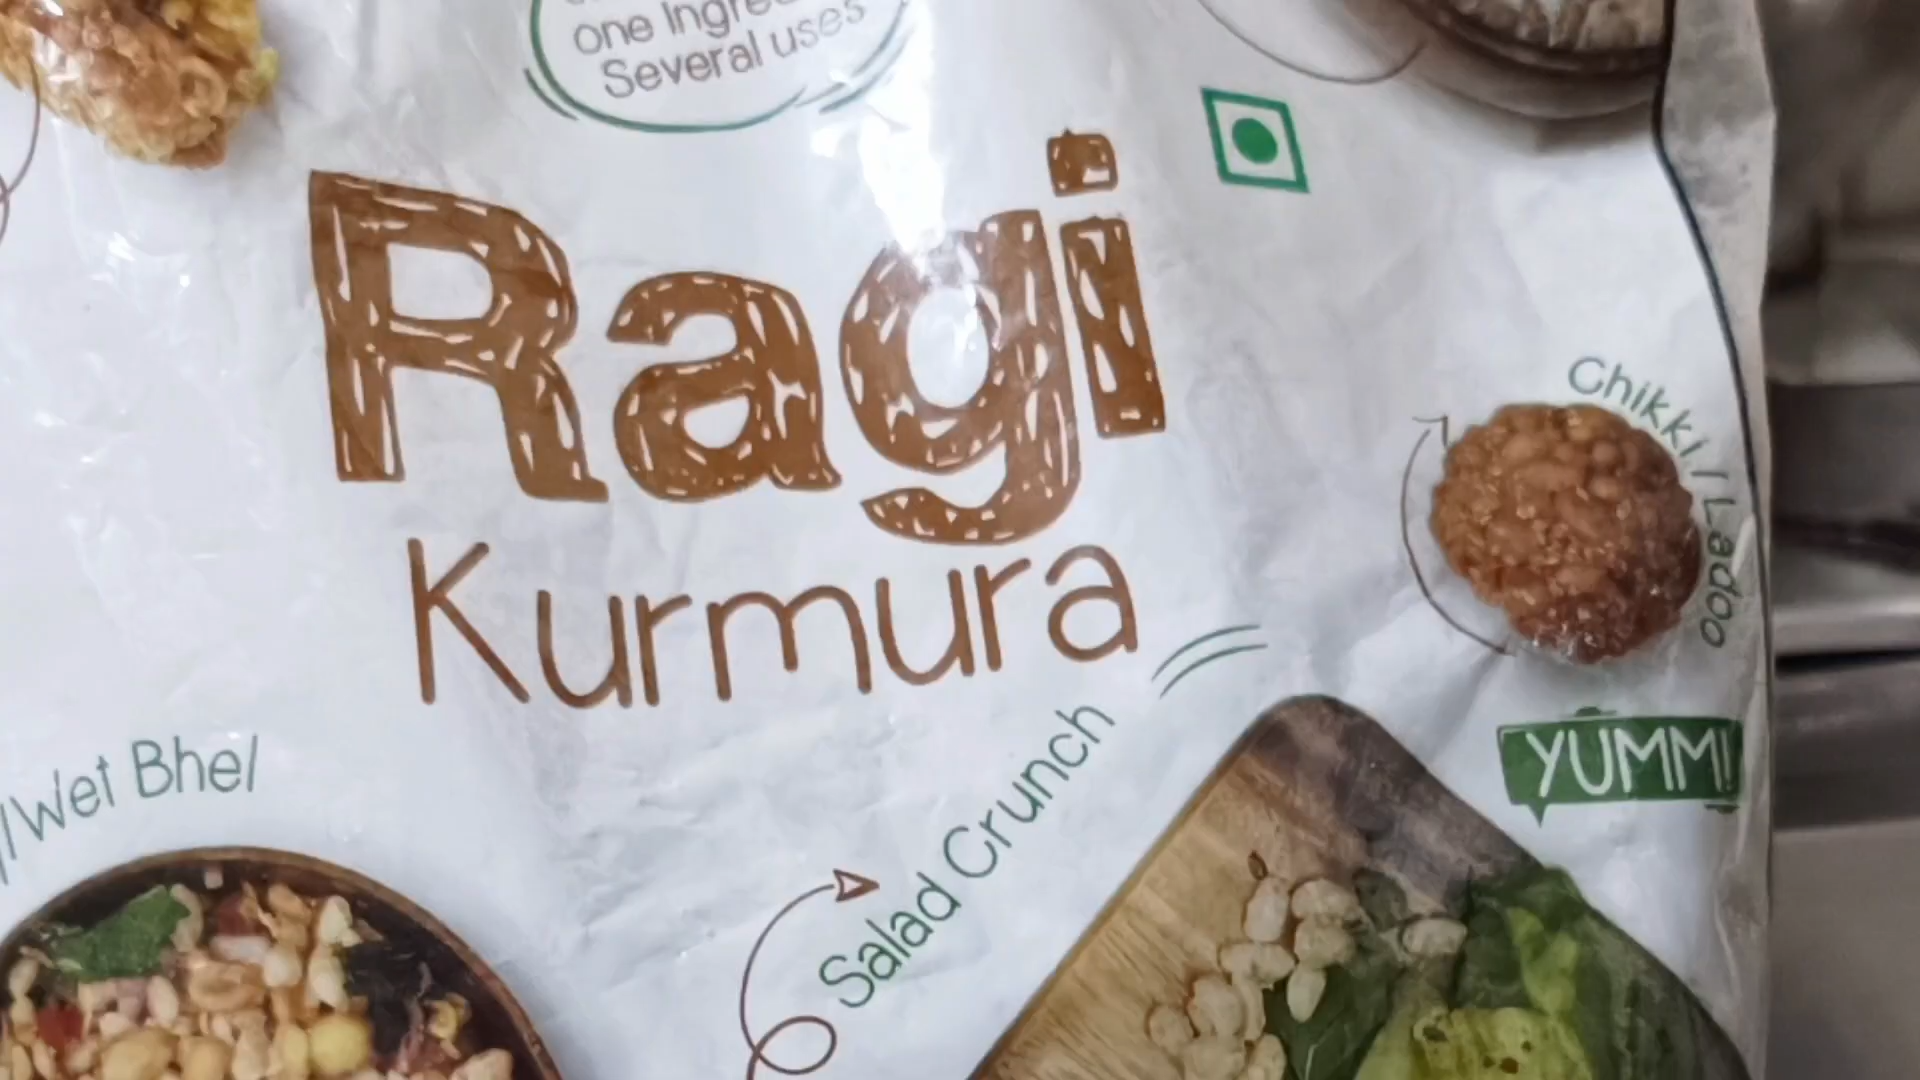 one Ingre
Several uses
Ragi
Kurmura
Chikki / Ladoo
YUMM!
/Wet Bhel
Salad Crunch